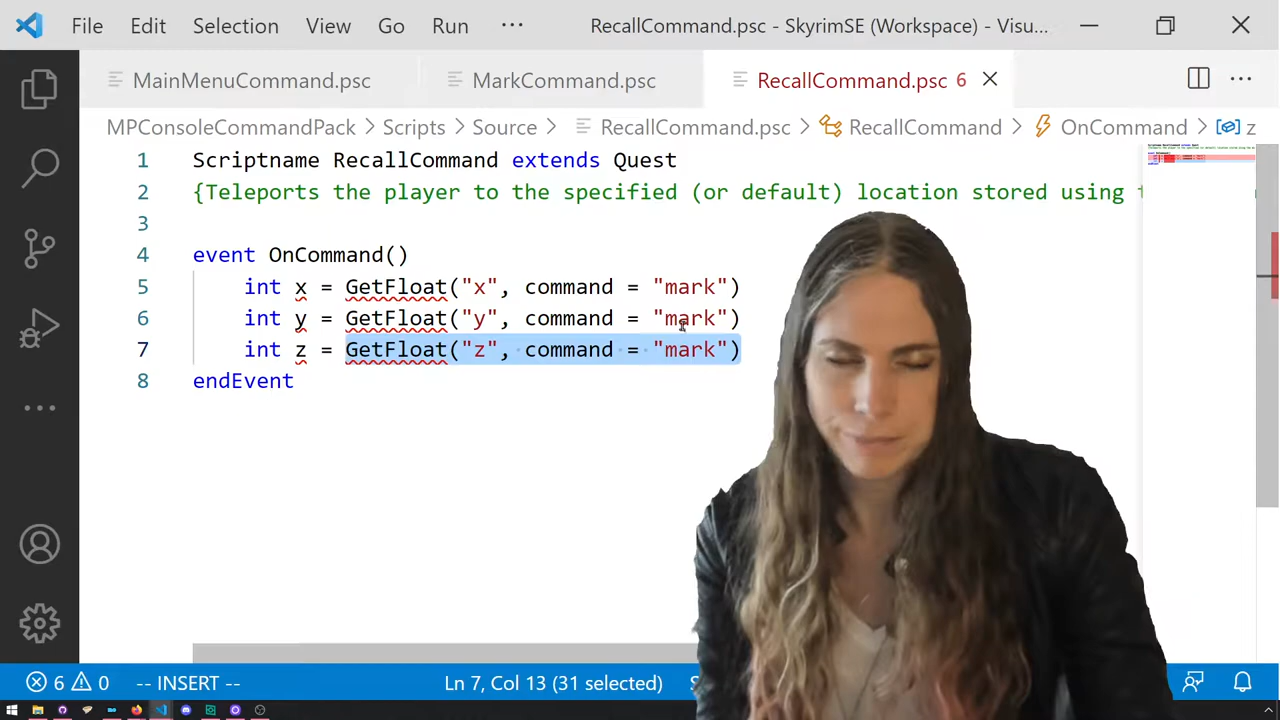 File Edit Selection View Go Run ··· RecallCommand.psc - SkyrimSE (Workspace) - Visu...
MainMenuCommand.psc MarkCommand.psc RecallCommand.psc 6
MPConsoleCommandPack > Scripts > Source > RecallCommand.psc > RecallCommand > OnCommand > z
1 Scriptname RecallCommand extends Quest
2 {Teleports the player to the specified (or default) location stored using
3
4 event OnCommand()
5 int x = GetFloat("x", command = "mark")
6 int y = GetFloat("y", command = "mark")
7 int z = GetFloat("z", command = "mark")
8 endEvent
6 0 -- INSERT -- Ln 7, Col 13 (31 selected)